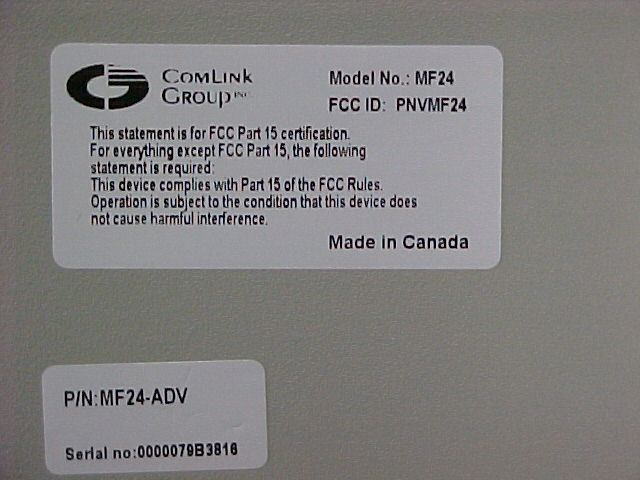 COMLINK
GROUP INC
Model No.: MF24
FCC ID: PNVMF24
This statement is for FCC Part 15 certification.
For everything except FCC Part 15, the following
statement is required:
This device complies with Part 15 of the FCC Rules.
Operation is subject to the condition that this device does
not cause harmful interference.
Made in Canada
P/N:MF24-ADV
Serial no:0000079B3816